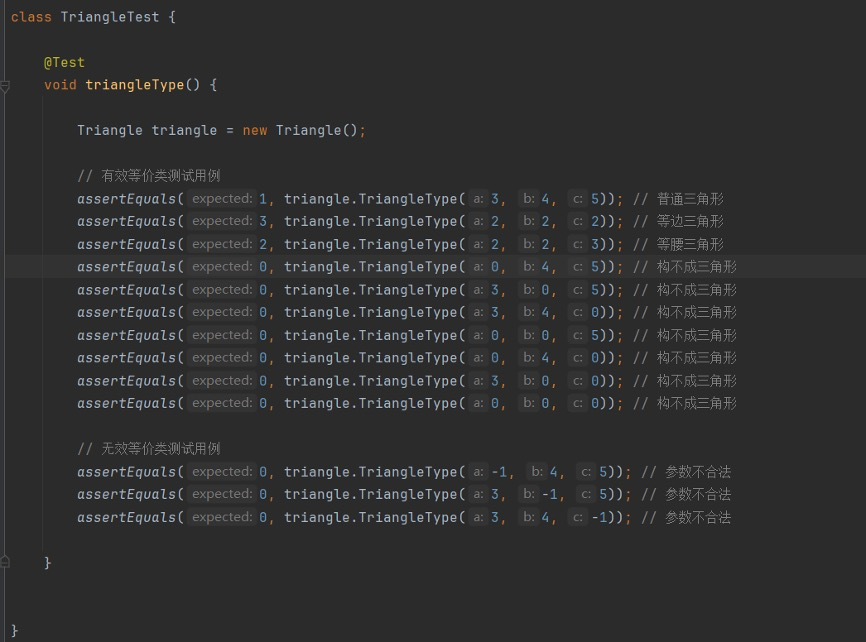 class TriangleTest {
@Test
void triangleType() {
Triangle triangle = new Triangle();
// 有效等价类测试用例
assertEquals( expected: 1, triangle.TriangleType( a: 3, b: 4, c: 5)); // 普通三角形
assertEquals( expected: 3, triangle.TriangleType( a: 2, b: 2, c: 2)); // 等边三角形
assertEquals( expected: 2, triangle.TriangleType( a: 2, b: 2, c: 3)); // 等腰三角形
assertEquals( expected: 0, triangle.TriangleType( a: 0, b: 4, c: 5)); // 构不成三角形
assertEquals( expected: 0, triangle.TriangleType( a: 3, b: 0, c: 5)); // 构不成三角形
assertEquals( expected: 0, triangle.TriangleType( a: 3, b: 4, c: 0)); // 构不成三角形
assertEquals( expected: 0, triangle.TriangleType( a: 0, b: 0, c: 5)); // 构不成三角形
assertEquals( expected: 0, triangle.TriangleType( a: 0, b: 4, c: 0)); // 构不成三角形
assertEquals( expected: 0, triangle.TriangleType( a: 3, b: 0, c: 0)); // 构不成三角形
assertEquals( expected: 0, triangle.TriangleType( a: 0, b: 0, c: 0)); // 构不成三角形
// 无效等价类测试用例
assertEquals( expected: 0, triangle.TriangleType( a: -1, b: 4, c: 5)); // 参数不合法
assertEquals( expected: 0, triangle.TriangleType( a: 3, b: -1, c: 5)); // 参数不合法
assertEquals( expected: 0, triangle.TriangleType( a: 3, b: 4, c: -1)); // 参数不合法
}
}